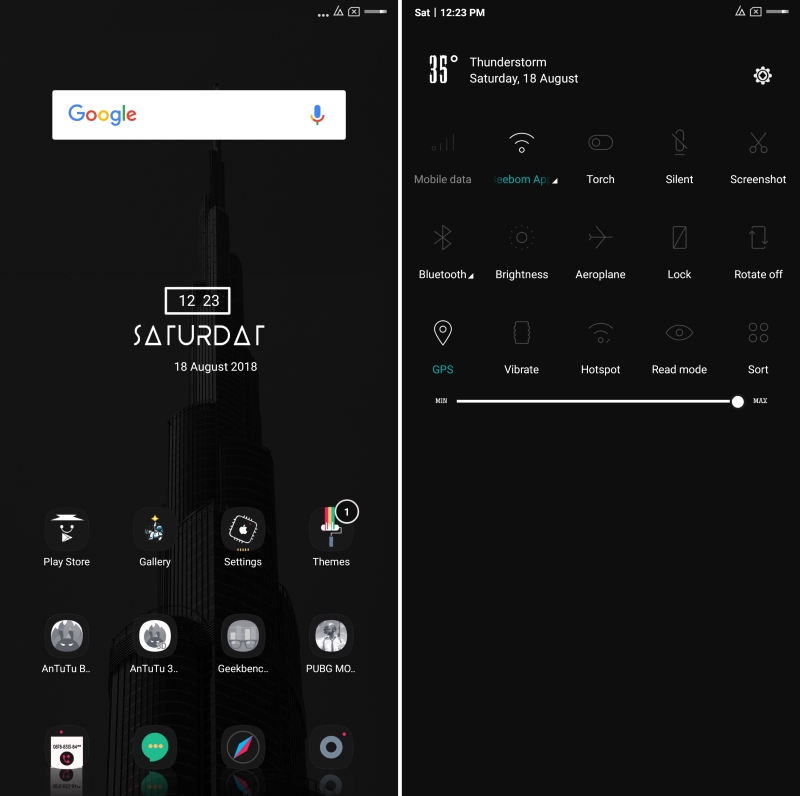 Google
12 23
SATURDAY
18 August 2018
1
Play Store
Gallery
Settings
Themes
AnTuTu B..
AnTuTu 3..
Geekbenc..
PUBG MO..
Sat | 12:23 PM
35°
Thunderstorm
Saturday, 18 August
Mobile data
eebom Ap
Torch
Silent
Screenshot
Bluetooth
Brightness
Aeroplane
Lock
Rotate off
GPS
Vibrate
Hotspot
Read mode
Sort
MIN
MAX